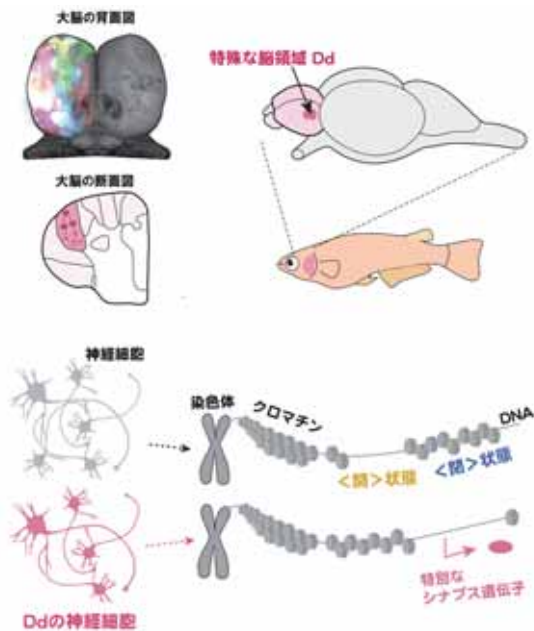 大脳の背面図
特殊な脳領域 Dd
大脳の断面図
神経細胞
染色体
クロマチン
DNA
＜開＞状態
＜閉＞状態
特別な
シナプス遺伝子
Ddの神経細胞